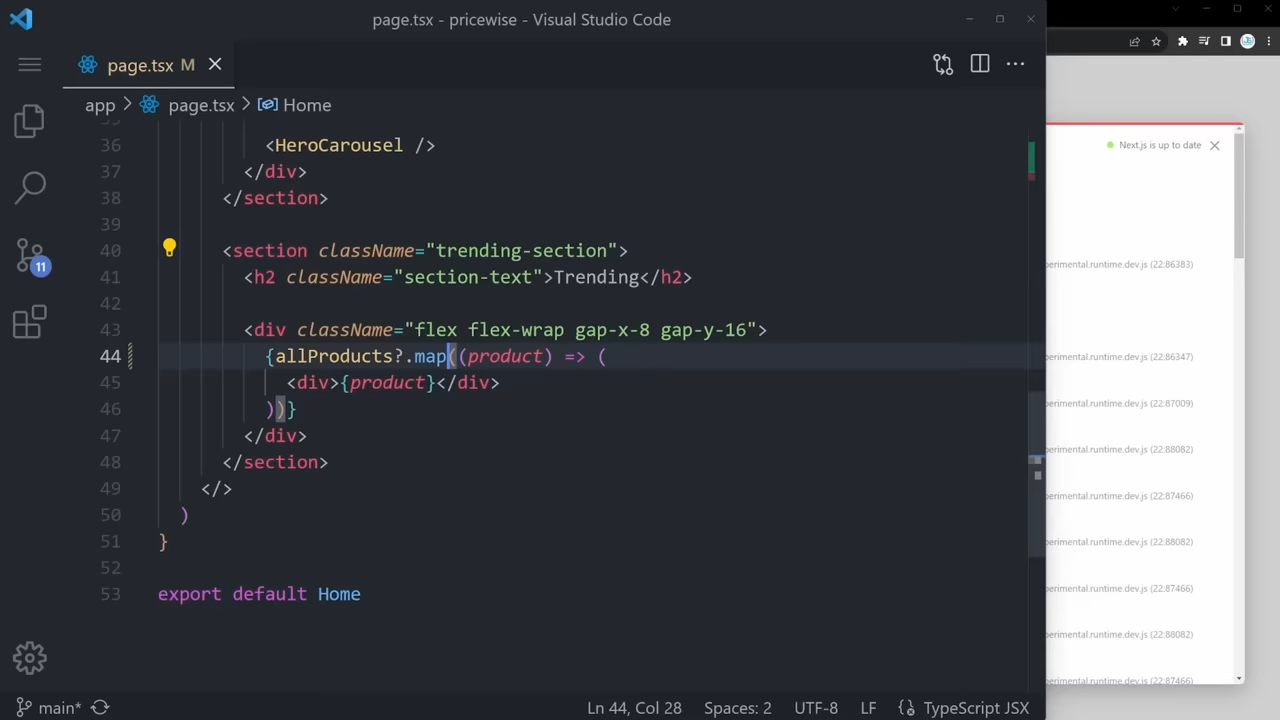 page.tsx - pricewise - Visual Studio Code
page.tsx M
app > page.tsx > Home
36 <HeroCarousel />
37 </div>
38 </section>
39
40 <section className="trending-section">
41 <h2 className="section-text">Trending</h2>
42
43 <div className="flex flex-wrap gap-x-8 gap-y-16">
44 {allProducts?.map((product) => (
45 <div>{product}</div>
46 ))}
47 </div>
48 </section>
49 </>
50 )
51 }
52
53 export default Home
11
main* Ln 44, Col 28 Spaces: 2 UTF-8 LF TypeScript JSX
Next.js is up to date
perimental.runtime.dev.js (22:86383)
perimental.runtime.dev.js (22:86347)
perimental.runtime.dev.js (22:87009)
perimental.runtime.dev.js (22:88082)
perimental.runtime.dev.js (22:87466)
perimental.runtime.dev.js (22:88082)
perimental.runtime.dev.js (22:87466)
perimental.runtime.dev.js (22:88082)
perimental.runtime.dev.js (22:87466)